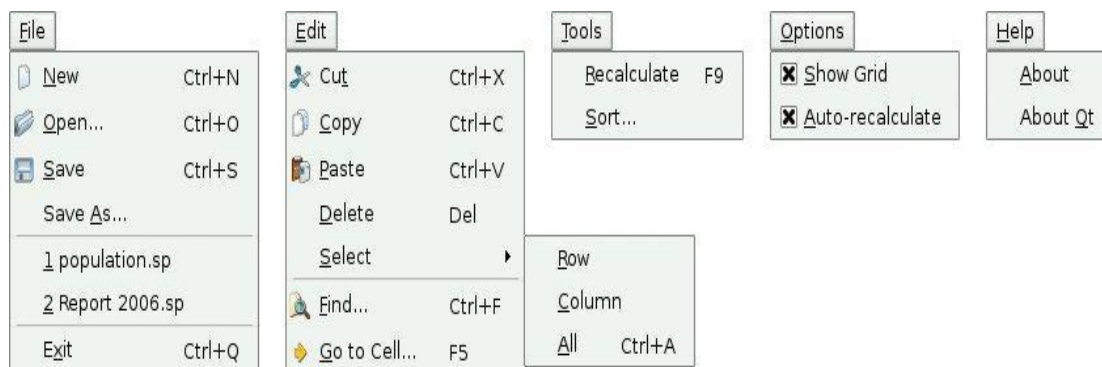 File
New Ctrl+N
Open... Ctrl+O
Save Ctrl+S
Save As...
1 population.sp
2 Report 2006.sp
Exit Ctrl+Q
Edit
Cut Ctrl+X
Copy Ctrl+C
Paste Ctrl+V
Delete Del
Select
Find... Ctrl+F
Go to Cell... F5
Row
Column
All Ctrl+A
Tools
Recalculate F9
Sort...
Options
Show Grid
Auto-recalculate
Help
About
About Qt